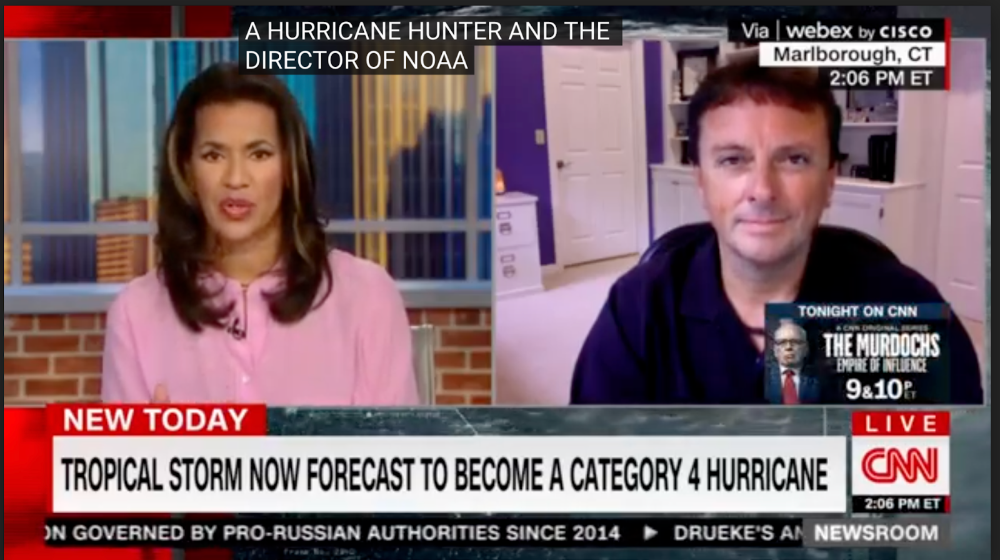 A HURRICANE HUNTER AND THE
DIRECTOR OF NOAA
Via | webex by CISCO
Marlborough, CT
2:06 PM ET
TONIGHT ON CNN
A CNN ORIGINAL SERIES
THE MURDOCHS
EMPIRE OF INFLUENCE
9&10P ET
NEW TODAY
TROPICAL STORM NOW FORECAST TO BECOME A CATEGORY 4 HURRICANE
LIVE
CNN
2:06 PM ET
ON GOVERNED BY PRO-RUSSIAN AUTHORITIES SINCE 2014 ▶ DRUEKE'S AN
NEWSROOM